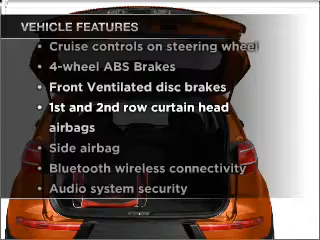 VEHICLE FEATURES
• Cruise controls on steering wheel
• 4-wheel ABS Brakes
• Front Ventilated disc brakes
• 1st and 2nd row curtain head
airbags
• Side airbag
• Bluetooth wireless connectivity
• Audio system security